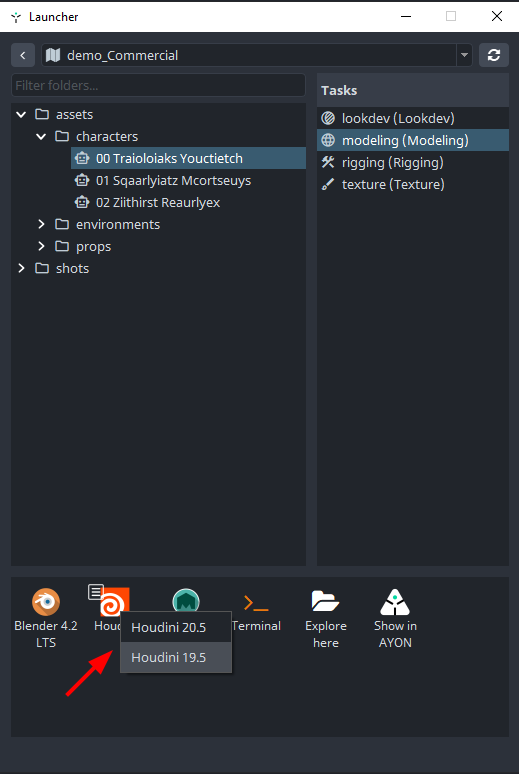 Launcher
demo_Commercial
Filter folders...
assets
characters
00 Traioloiaks Youctietch
01 Sqaarlyiatz Mcortseuys
02 Ziithirst Reaurlyex
environments
props
shots
Tasks
lookdev (Lookdev)
modeling (Modeling)
rigging (Rigging)
texture (Texture)
Blender 4.2
LTS
Houdini 20.5
Houdini 19.5
Terminal
Explore
here
Show in
AYON